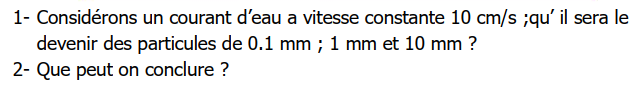 1- Considérons un courant d’eau a vitesse constante 10 cm/s ;qu’ il sera le
devenir des particules de 0.1 mm ; 1 mm et 10 mm ?
2- Que peut on conclure ?